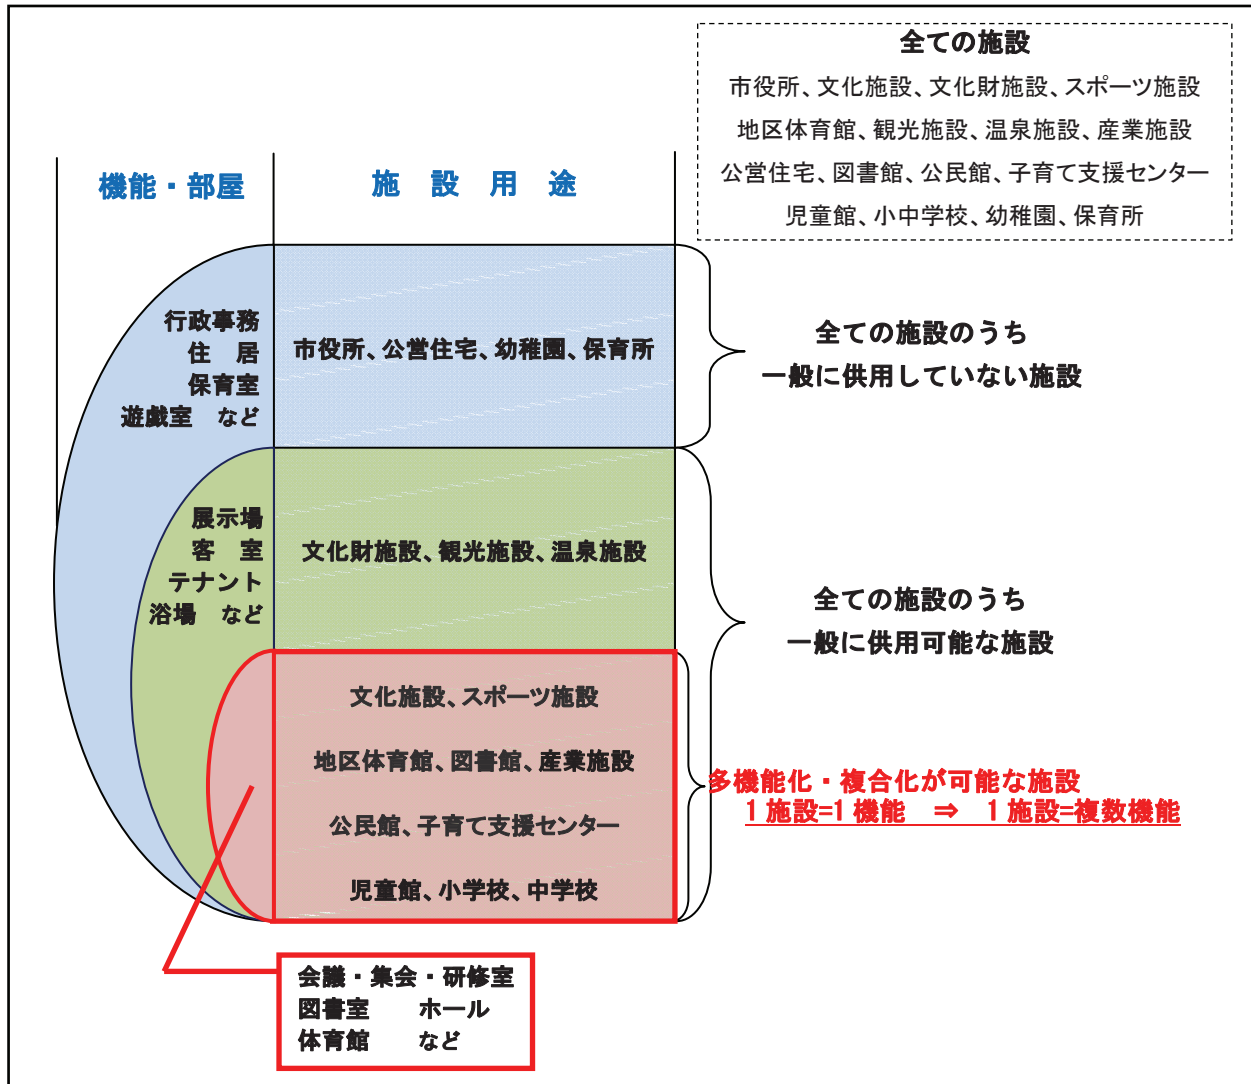 全ての施設
市役所、文化施設、文化財施設、スポーツ施設
地区体育館、観光施設、温泉施設、産業施設
公営住宅、図書館、公民館、子育て支援センター
児童館、小中学校、幼稚園、保育所
機能・部屋
施設用途
行政事務
住 居
保育室
遊戯室 など
市役所、公営住宅、幼稚園、保育所
全ての施設のうち
一般に供用していない施設
展示場
客 室
テナント
浴場 など
文化財施設、観光施設、温泉施設
全ての施設のうち
一般に供用可能な施設
文化施設、スポーツ施設
地区体育館、図書館、産業施設
公民館、子育て支援センター
児童館、小学校、中学校
多機能化・複合化が可能な施設
1施設=1機能 ⇒ 1施設=複数機能
会議・集会・研修室
図書室 ホール
体育館 など